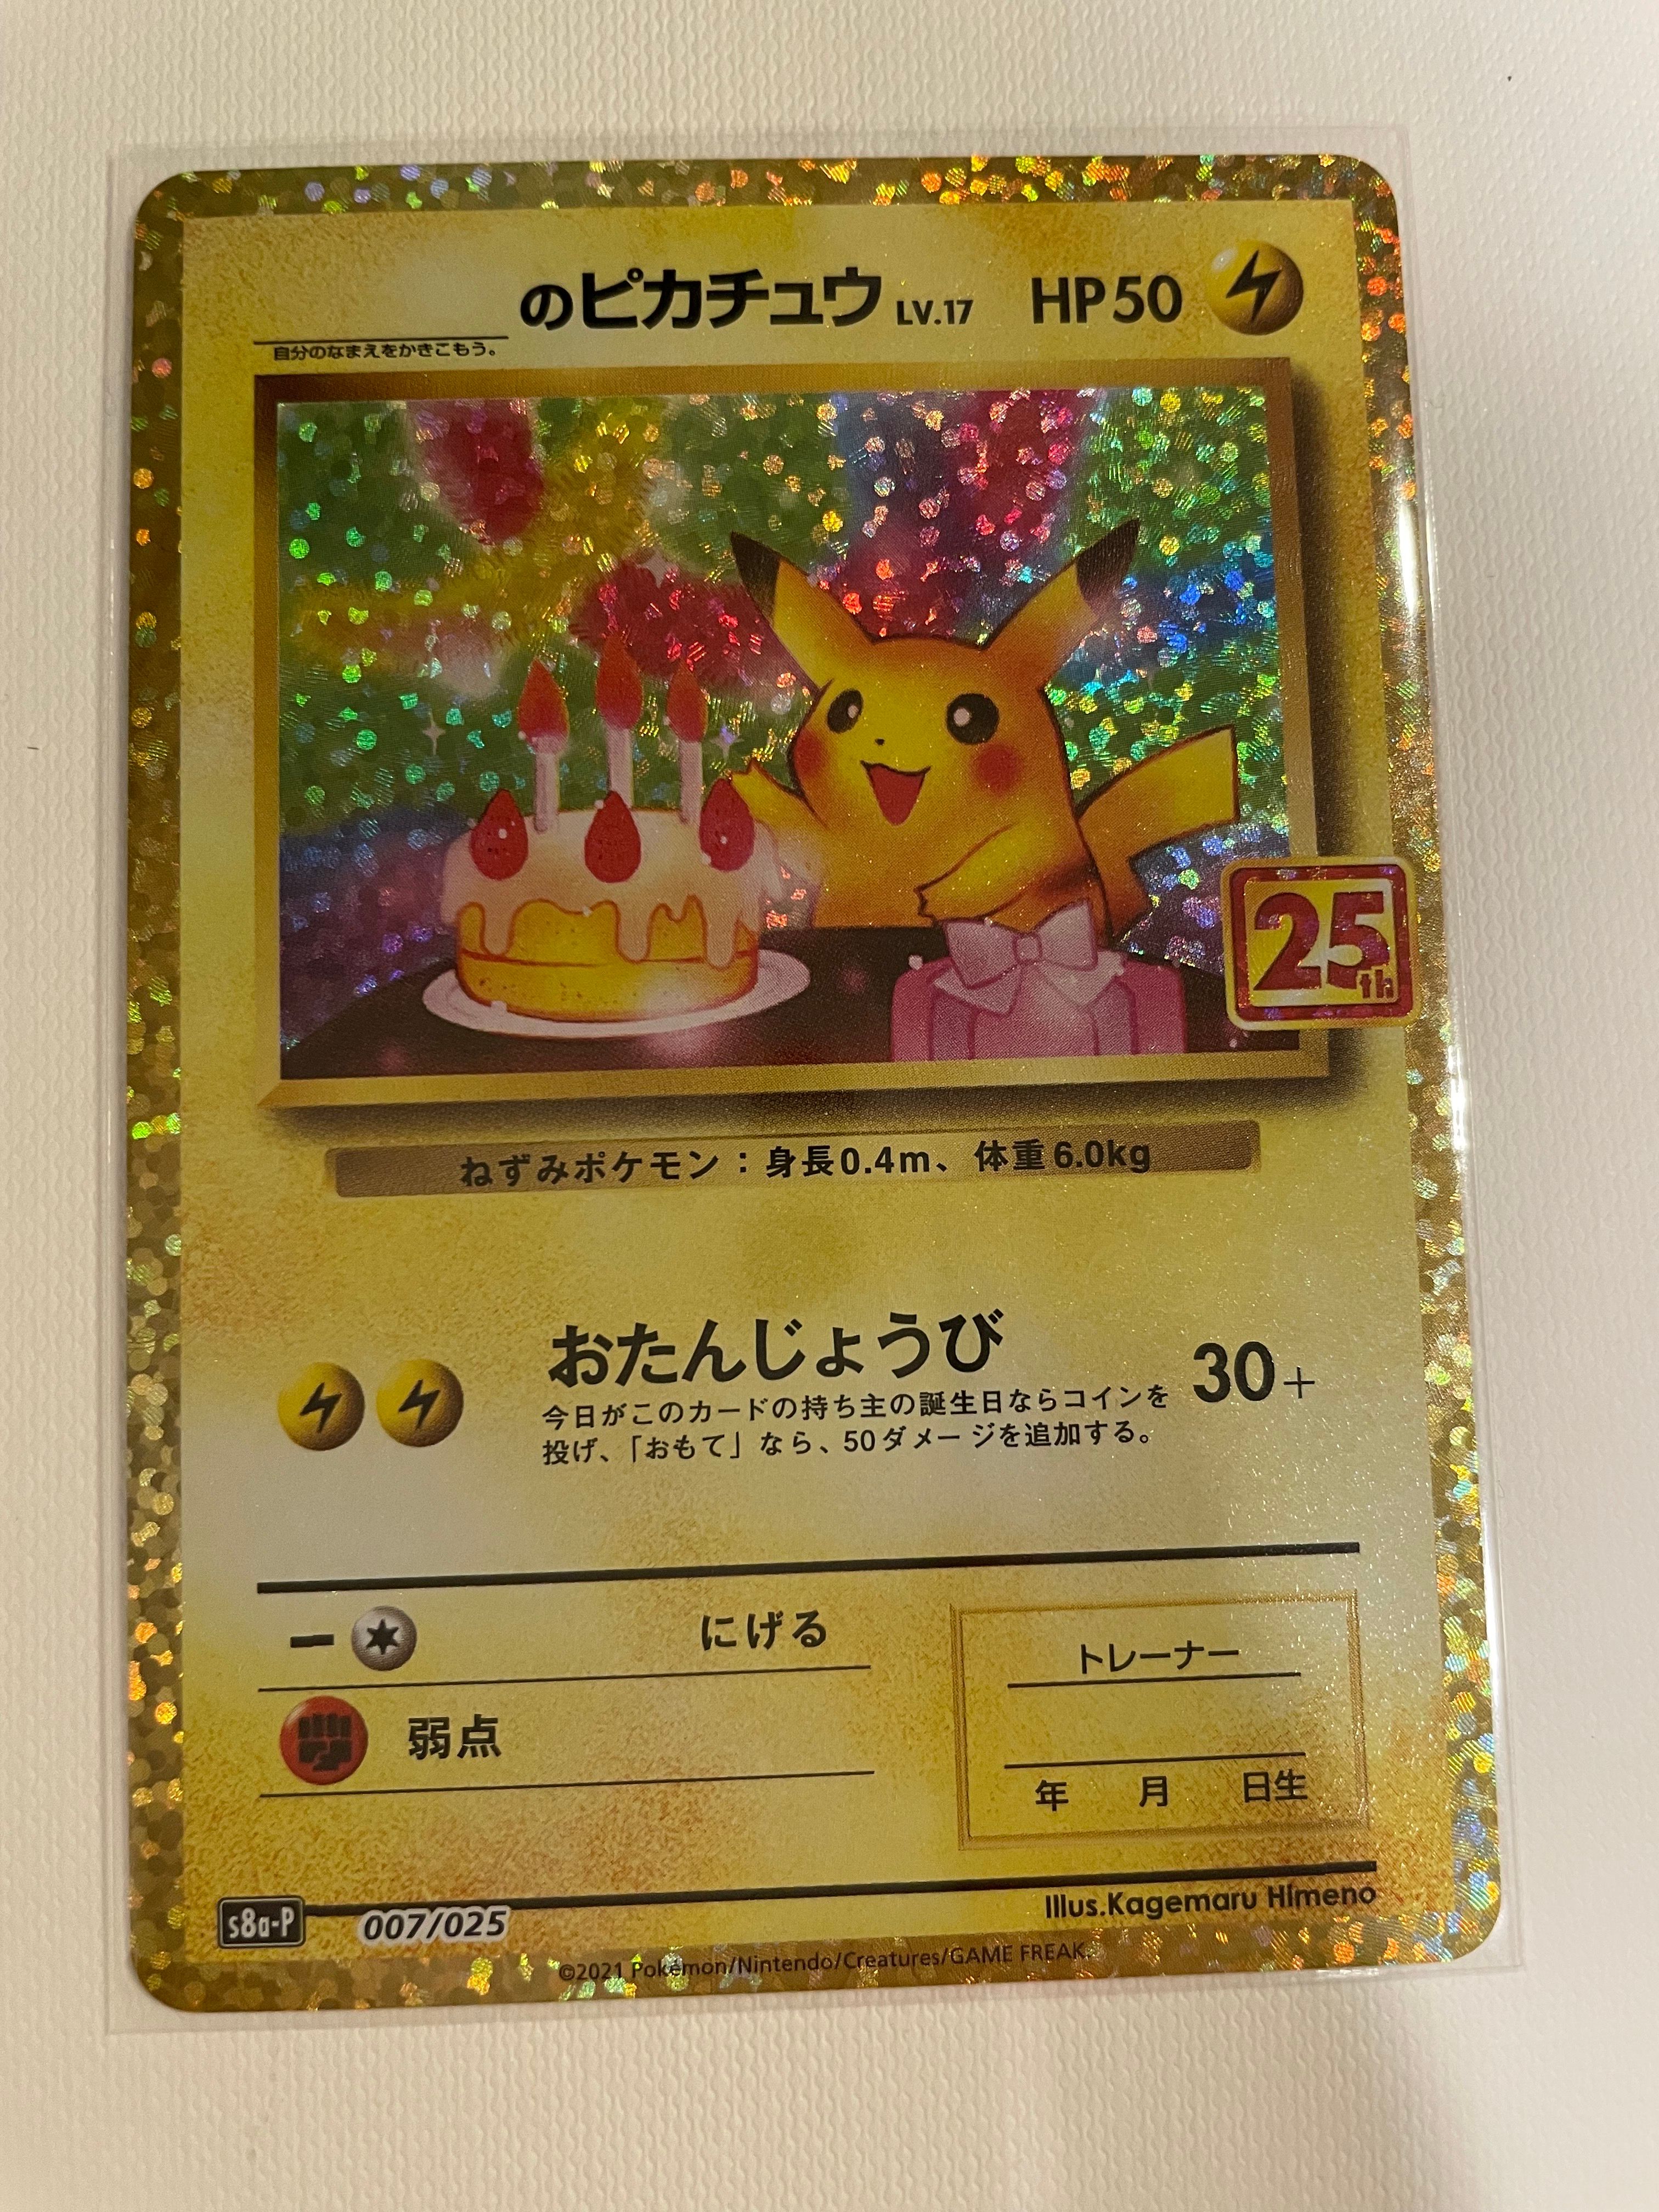 のピカチュウ LV.17 HP50
自分のなまえをかきこもう。
25th
ねずみポケモン：身長0.4m、体重6.0kg
おたんじょうび 30+
今日がこのカードの持ち主の誕生日ならコインを
投げ、「おもて」なら、50ダメージを追加する。
ー にげる
トレーナー
弱点
年 月 日生
Illus.Kagemaru Himeno
s8a-P 007/025
©2021 Pokémon/Nintendo/Creatures/GAME FREAK.